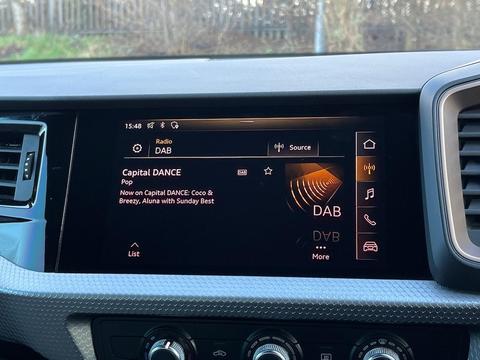 15:48
Radio
DAB
Source
Capital DANCE
DAB
Pop
Now on Capital DANCE: Coco &
Breezy, Aluna with Sunday Best
DAB
List
More